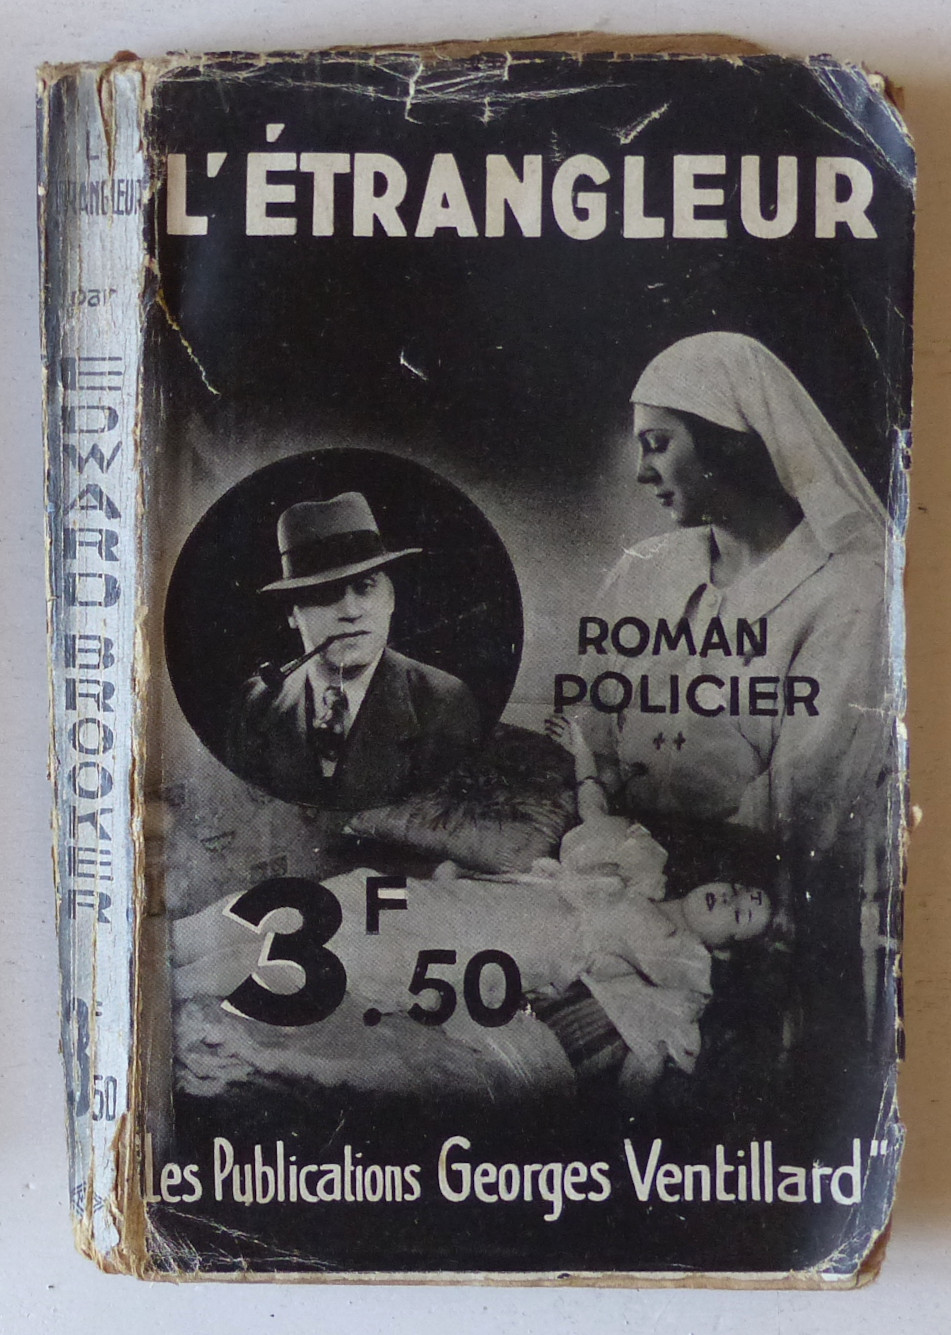 L'ÉTRANGLEUR
ROMAN
POLICIER
3F.50
Les Publications Georges Ventillard"
L'
ÉTRANGLEUR
par
EDWARD BROOKER
3F
50